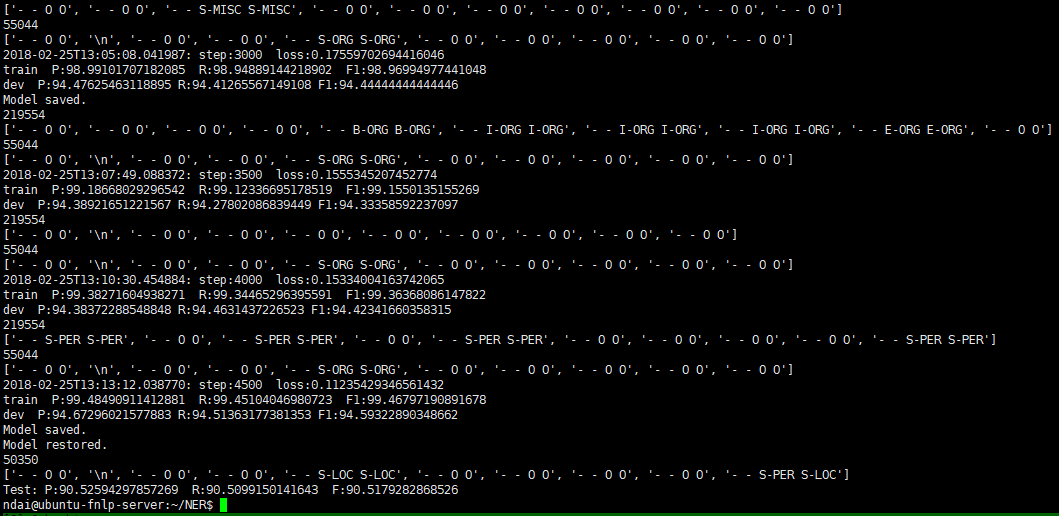 ['- - O O', '- - O O', '- - S-MISC S-MISC', '- - O O', '- - O O', '- - O O', '- - O O', '- - O O', '- - O O', '- - O O']
55044
['- - O O', '\n', '- - O O', '- - O O', '- - S-ORG S-ORG', '- - O O', '- - O O', '- - O O', '- - O O', '- - O O']
2018-02-25T13:05:08.041987: step:3000  loss:0.17559702694416046
train  P:98.99101707182085  R:98.94889144218902  F1:98.96994977441048
dev  P:94.47625463118895 R:94.41265567149108 F1:94.44444444444446
Model saved.
219554
['- - O O', '- - O O', '- - O O', '- - O O', '- - B-ORG B-ORG', '- - I-ORG I-ORG', '- - I-ORG I-ORG', '- - I-ORG I-ORG', '- - E-ORG E-ORG', '- - O O']
55044
['- - O O', '\n', '- - O O', '- - O O', '- - S-ORG S-ORG', '- - O O', '- - O O', '- - O O', '- - O O', '- - O O']
2018-02-25T13:07:49.088372: step:3500  loss:0.1555345207452774
train  P:99.18668029296542  R:99.12336695178519  F1:99.1550135155269
dev  P:94.38921651221567 R:94.27802086839449 F1:94.33358592237097
219554
['- - O O', '\n', '- - O O', '- - O O', '- - O O', '- - O O', '- - O O', '- - O O', '- - O O', '- - O O']
55044
['- - O O', '\n', '- - O O', '- - O O', '- - S-ORG S-ORG', '- - O O', '- - O O', '- - O O', '- - O O', '- - O O']
2018-02-25T13:10:30.454884: step:4000  loss:0.15334004163742065
train  P:99.38271604938271  R:99.34465296395591  F1:99.36368086147822
dev  P:94.38372288548848 R:94.4631437226523 F1:94.42341660358315
219554
['- - S-PER S-PER', '- - O O', '- - S-PER S-PER', '- - O O', '- - S-PER S-PER', '- - O O', '- - O O', '- - O O', '- - O O', '- - S-PER S-PER']
55044
['- - O O', '\n', '- - O O', '- - O O', '- - S-ORG S-ORG', '- - O O', '- - O O', '- - O O', '- - O O', '- - O O']
2018-02-25T13:13:12.038770: step:4500  loss:0.11235429346561432
train  P:99.48490911412881  R:99.45104046980723  F1:99.46797190891678
dev  P:94.67296021577883 R:94.51363177381353 F1:94.59322890348662
Model saved.
Model restored.
50350
['- - O O', '\n', '- - O O', '- - O O', '- - S-LOC S-LOC', '- - O O', '- - O O', '- - O O', '- - O O', '- - S-PER S-LOC']
Test: P:90.52594297857269  R:90.5099150141643  F:90.5179282868526
ndai@ubuntu-fnlp-server:~/NER$